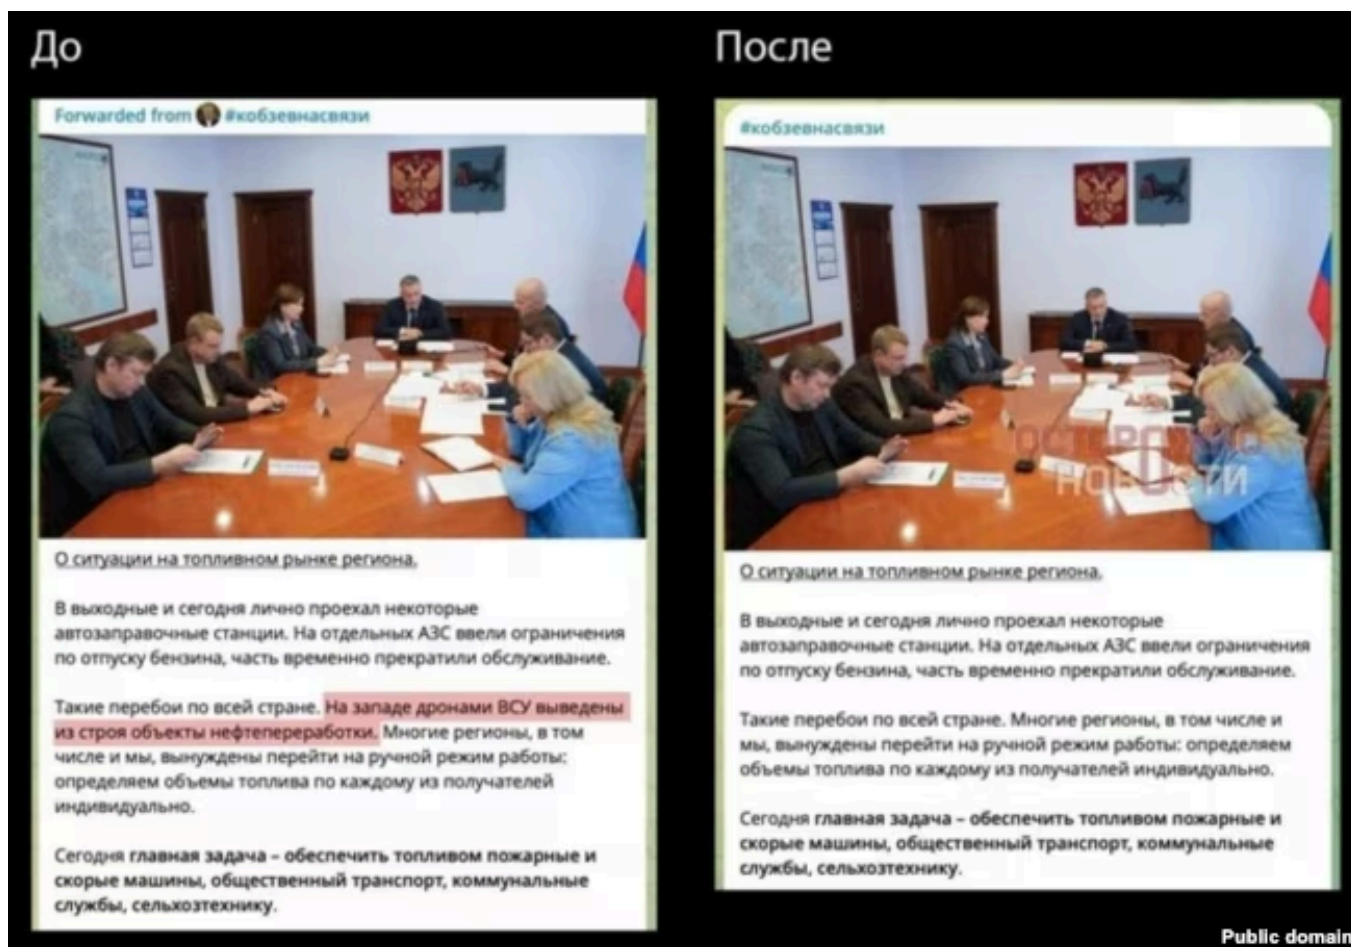 До
Forwarded from #кобзевнасвязи
О ситуации на топливном рынке региона.
В выходные и сегодня лично проехал некоторые
автозаправочные станции. На отдельных АЗС ввели ограничения
по отпуску бензина, часть временно прекратили обслуживание.
Такие перебои по всей стране. На западе дронами ВСУ выведены
из строя объекты нефтепереработки. Многие регионы, в том
числе и мы, вынуждены перейти на ручной режим работы:
определяем объемы топлива по каждому из получателей
индивидуально.
Сегодня главная задача – обеспечить топливом пожарные и
скорые машины, общественный транспорт, коммунальные
службы, сельхозтехнику.
После
#кобзевнасвязи
ОСТОРОЖНО
НОВОСТИ
О ситуации на топливном рынке региона.
В выходные и сегодня лично проехал некоторые
автозаправочные станции. На отдельных АЗС ввели ограничения
по отпуску бензина, часть временно прекратили обслуживание.
Такие перебои по всей стране. Многие регионы, в том числе и
мы, вынуждены перейти на ручной режим работы: определяем
объемы топлива по каждому из получателей индивидуально.
Сегодня главная задача – обеспечить топливом пожарные и
скорые машины, общественный транспорт, коммунальные
службы, сельхозтехнику.
Public domain